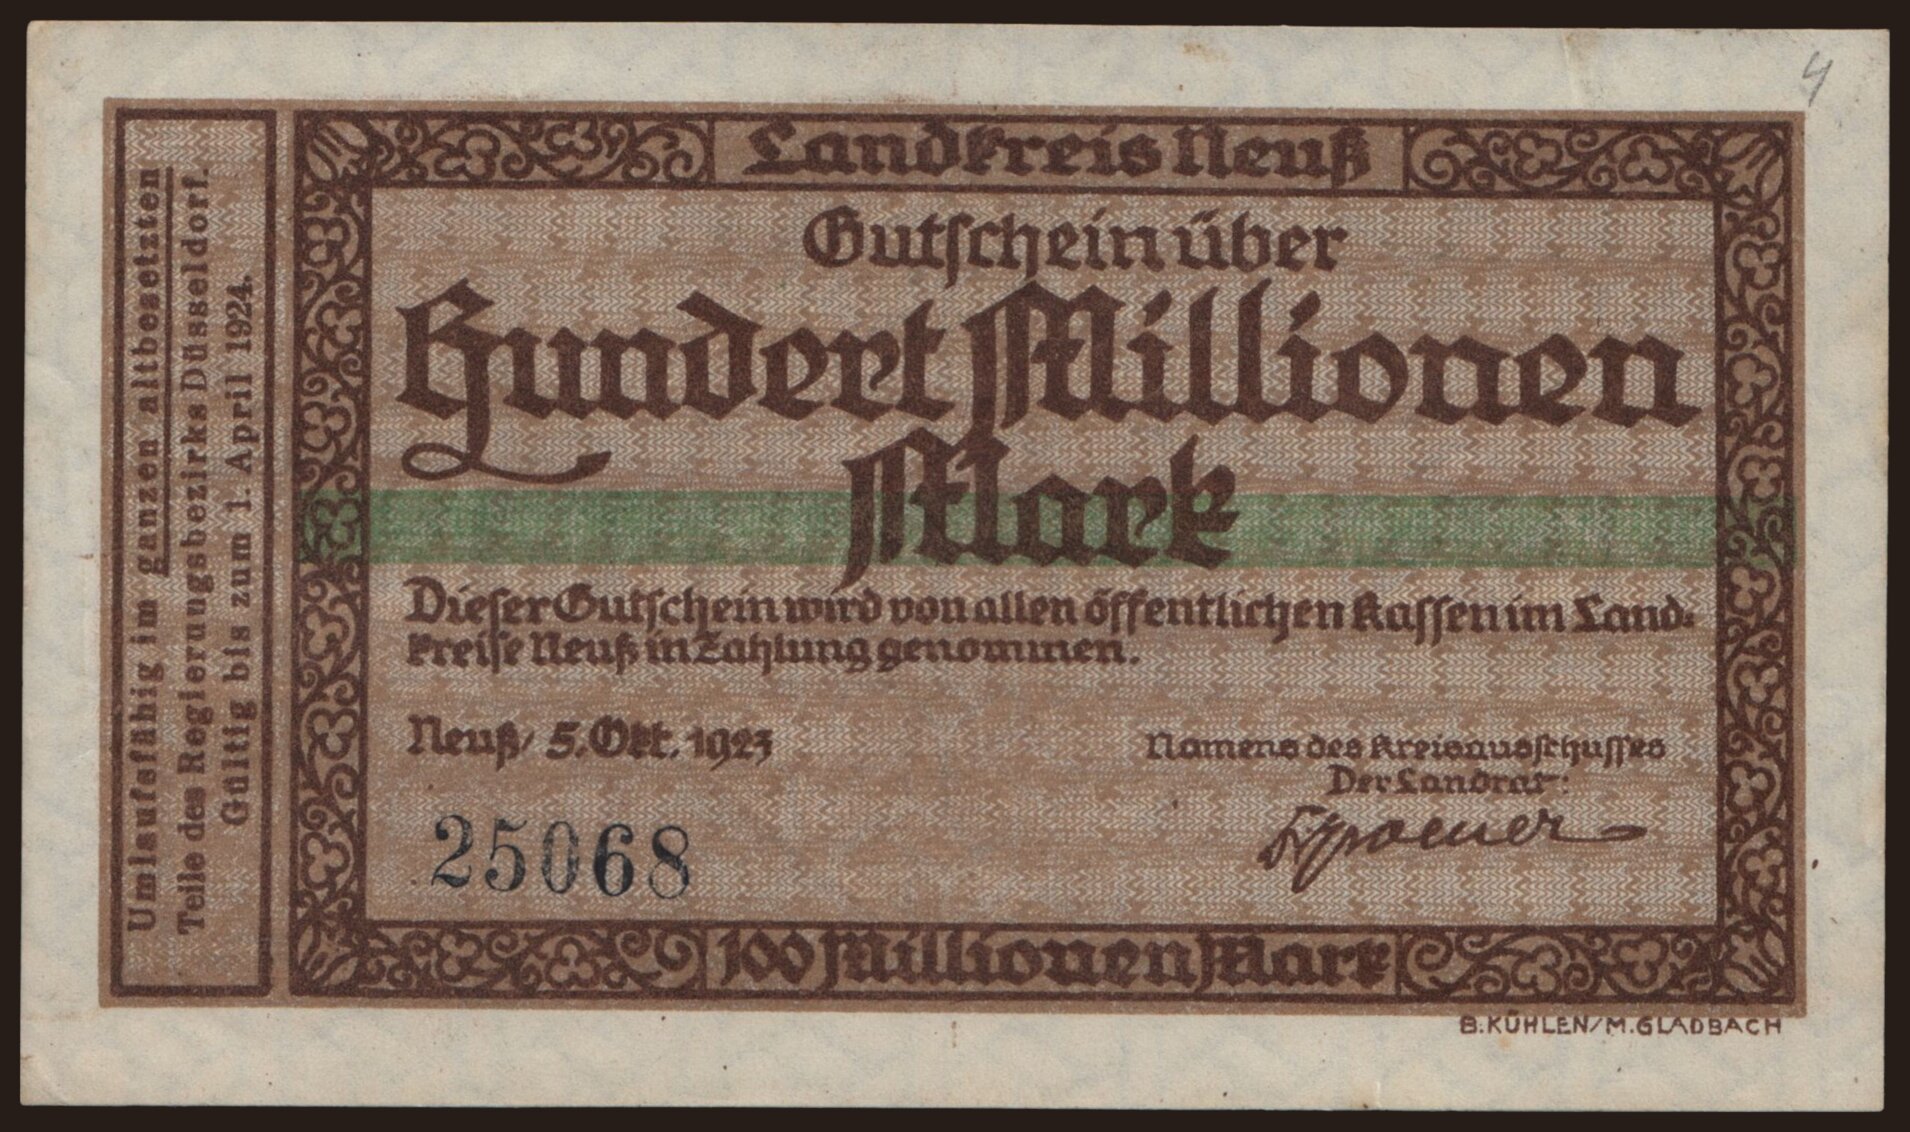 4
Landkreis Neuß
Gutschein über
Hundert Millionen
Mark
Dieser Gutschein wird von allen öffentlichen Kassen im Land-
kreise Neuß in Zahlung genommen.
Neuß, 5. Okt. 1923
Namens des Kreisausschusses
Der Landrat:
25068
100 Millionen Mark
B. KÜHLEN/M. GLADBACH
Umlaufsfähig im ganzen altbesetzten
Teile des Regierungsbezirks Düsseldorf.
Gültig bis zum 1. April 1924.